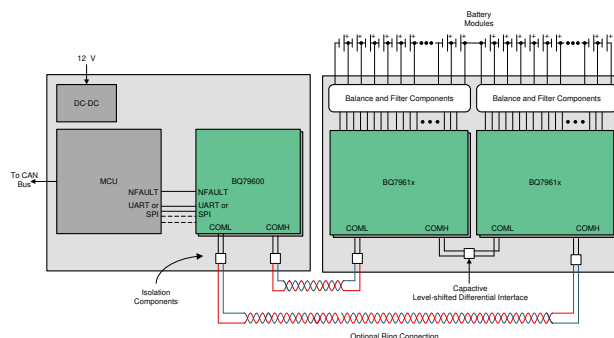 Battery
Modules
12 V
DC-DC
Balance and Filter Components
Balance and Filter Components
To CAN
Bus
MCU
NFAULT
UART or
SPI
BQ79600
NFAULT
UART or
SPI
COML
COMH
BQ7961x
COML
COMH
BQ7961x
COML
COMH
Isolation
Components
Capactive
Level-shifted Differential Interface
Optional Ring Connection